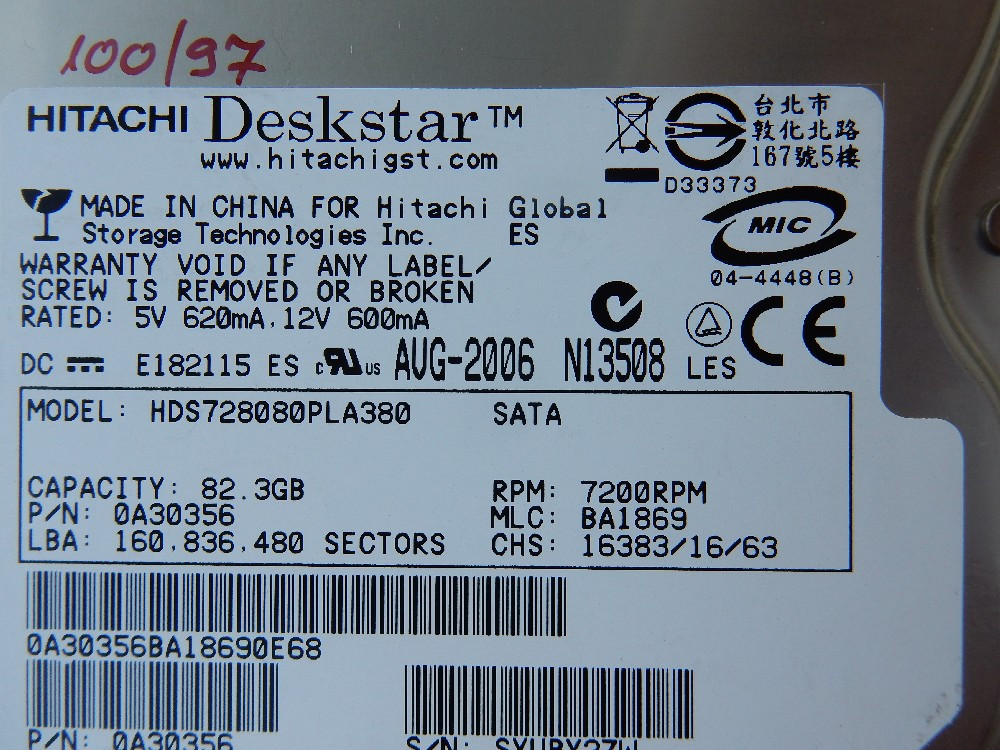 100/97
HITACHI Deskstar™
www.hitachigst.com
台北市
敦化北路
167號5樓
D33373
MADE IN CHINA FOR Hitachi Global
Storage Technologies Inc. ES
MIC
04-4448(B)
WARRANTY VOID IF ANY LABEL/
SCREW IS REMOVED OR BROKEN
RATED: 5V 620mA, 12V 600mA
DC E182115 ES c RU us AUG-2006 N13508 LES CE
MODEL: HDS728080PLA380 SATA
CAPACITY: 82.3GB RPM: 7200RPM
P/N: 0A30356 MLC: BA1869
LBA: 160,836,480 SECTORS CHS: 16383/16/63
0A30356BA18690E68
P/N: 0A30356 S/N: